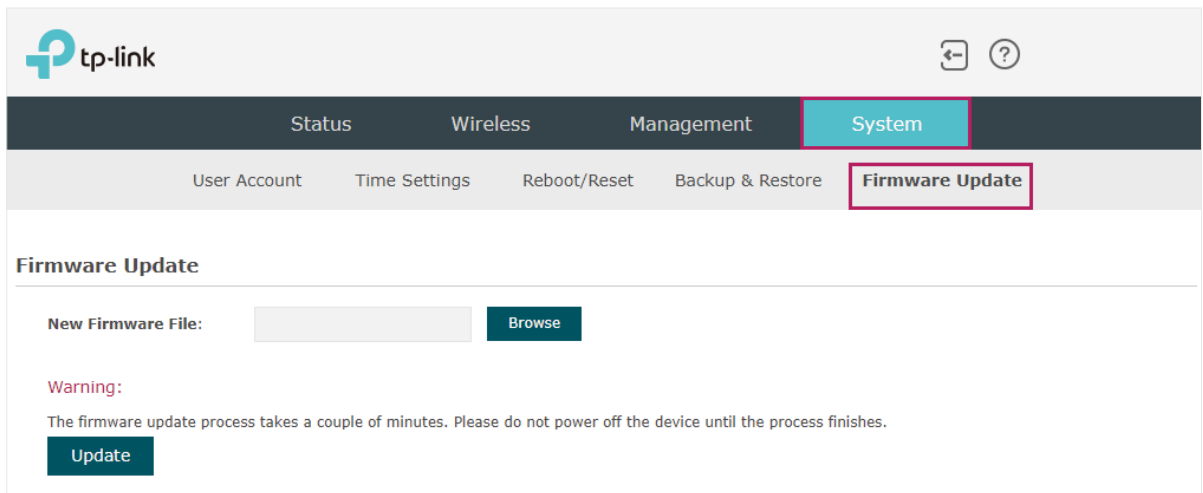 tp-link
?
Status Wireless Management System
User Account Time Settings Reboot/Reset Backup & Restore Firmware Update
Firmware Update
New Firmware File: Browse
Warning:
The firmware update process takes a couple of minutes. Please do not power off the device until the process finishes.
Update